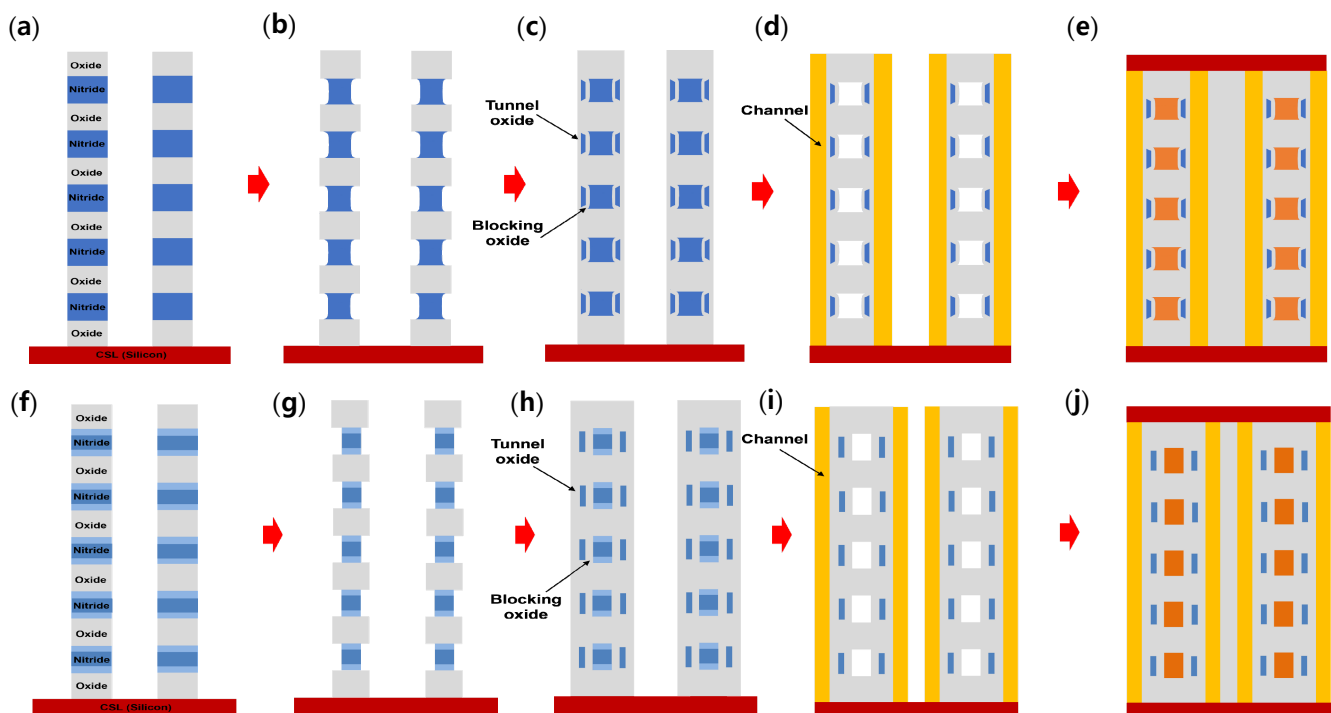 (a)
Oxide
Nitride
Oxide
Nitride
Oxide
Nitride
Oxide
Nitride
Oxide
Nitride
Oxide
CSL (Silicon)
(b)
(c)
Tunnel
oxide
Blocking
oxide
(d)
Channel
(e)
(f)
Oxide
Nitride
Oxide
Nitride
Oxide
Nitride
Oxide
Nitride
Oxide
Nitride
Oxide
CSL (Silicon)
(g)
(h)
Tunnel
oxide
Blocking
oxide
(i)
Channel
(j)